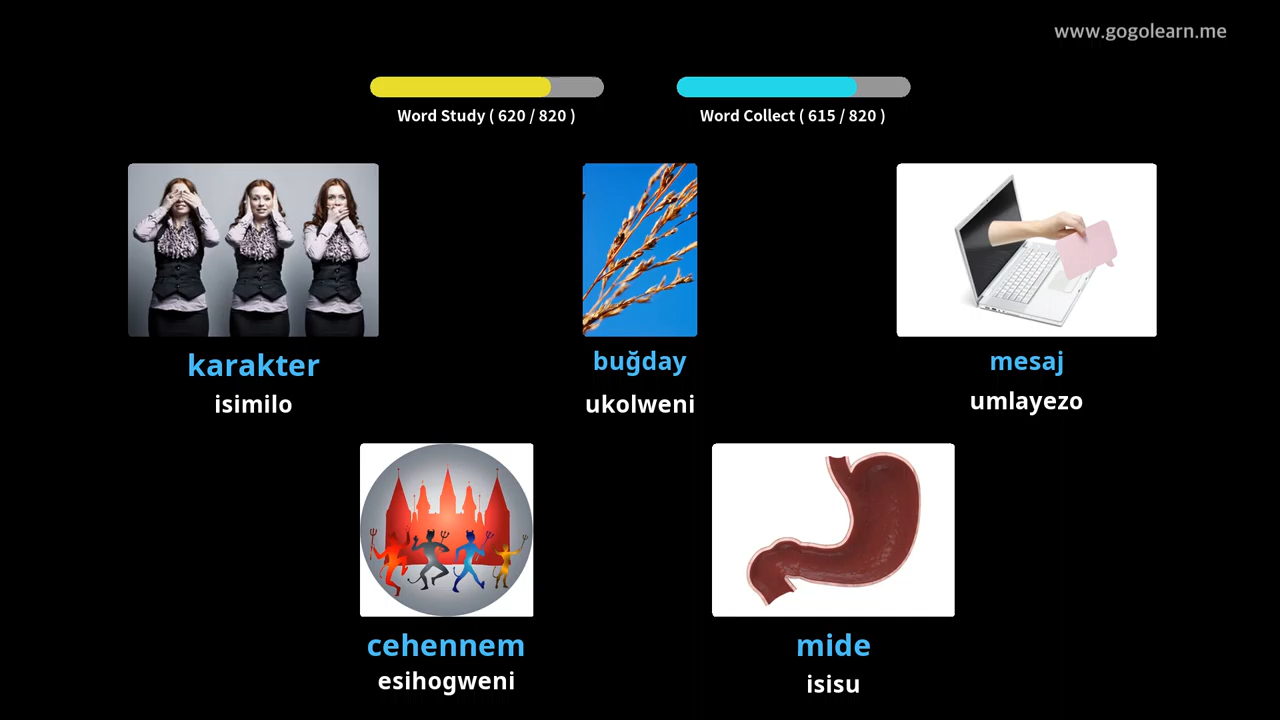 www.gogolearn.me
Word Study ( 620 / 820 )
Word Collect ( 615 / 820 )
karakter
isimilo
buğday
ukolweni
mesaj
umlayezo
cehennem
esihogweni
mide
isisu